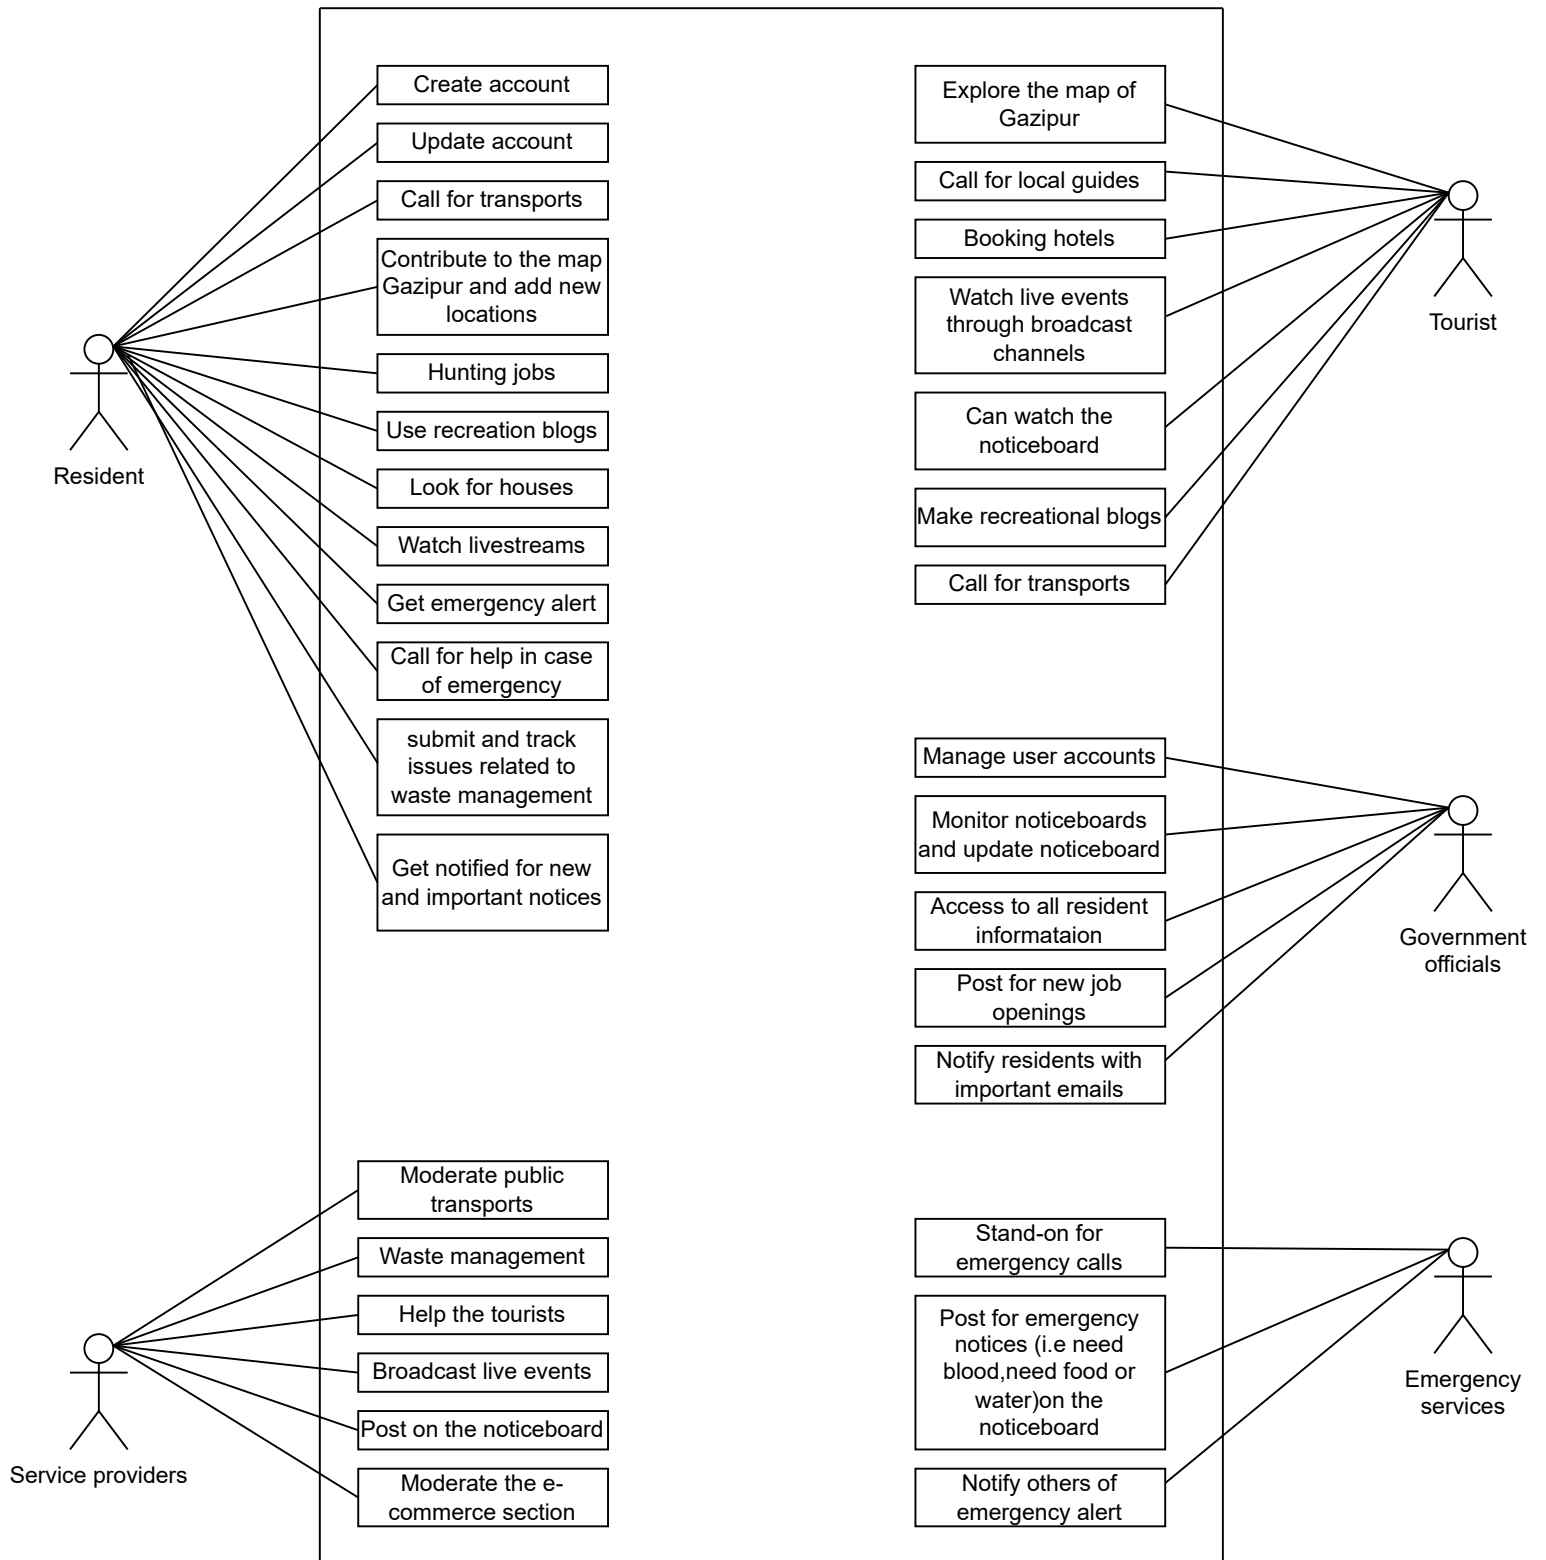 Create account
Update account
Call for transports
Contribute to the map
Gazipur and add new
locations
Hunting jobs
Use recreation blogs
Look for houses
Watch livestreams
Get emergency alert
Call for help in case
of emergency
submit and track
issues related to
waste management
Get notified for new
and important notices
Resident
Explore the map of
Gazipur
Call for local guides
Booking hotels
Watch live events
through broadcast
channels
Can watch the
noticeboard
Make recreational blogs
Call for transports
Tourist
Manage user accounts
Monitor noticeboards
and update noticeboard
Access to all resident
informataion
Post for new job
openings
Notify residents with
important emails
Government
officials
Moderate public
transports
Waste management
Help the tourists
Broadcast live events
Post on the noticeboard
Moderate the e-
commerce section
Service providers
Stand-on for
emergency calls
Post for emergency
notices (i.e need
blood,need food or
water)on the
noticeboard
Notify others of
emergency alert
Emergency
services